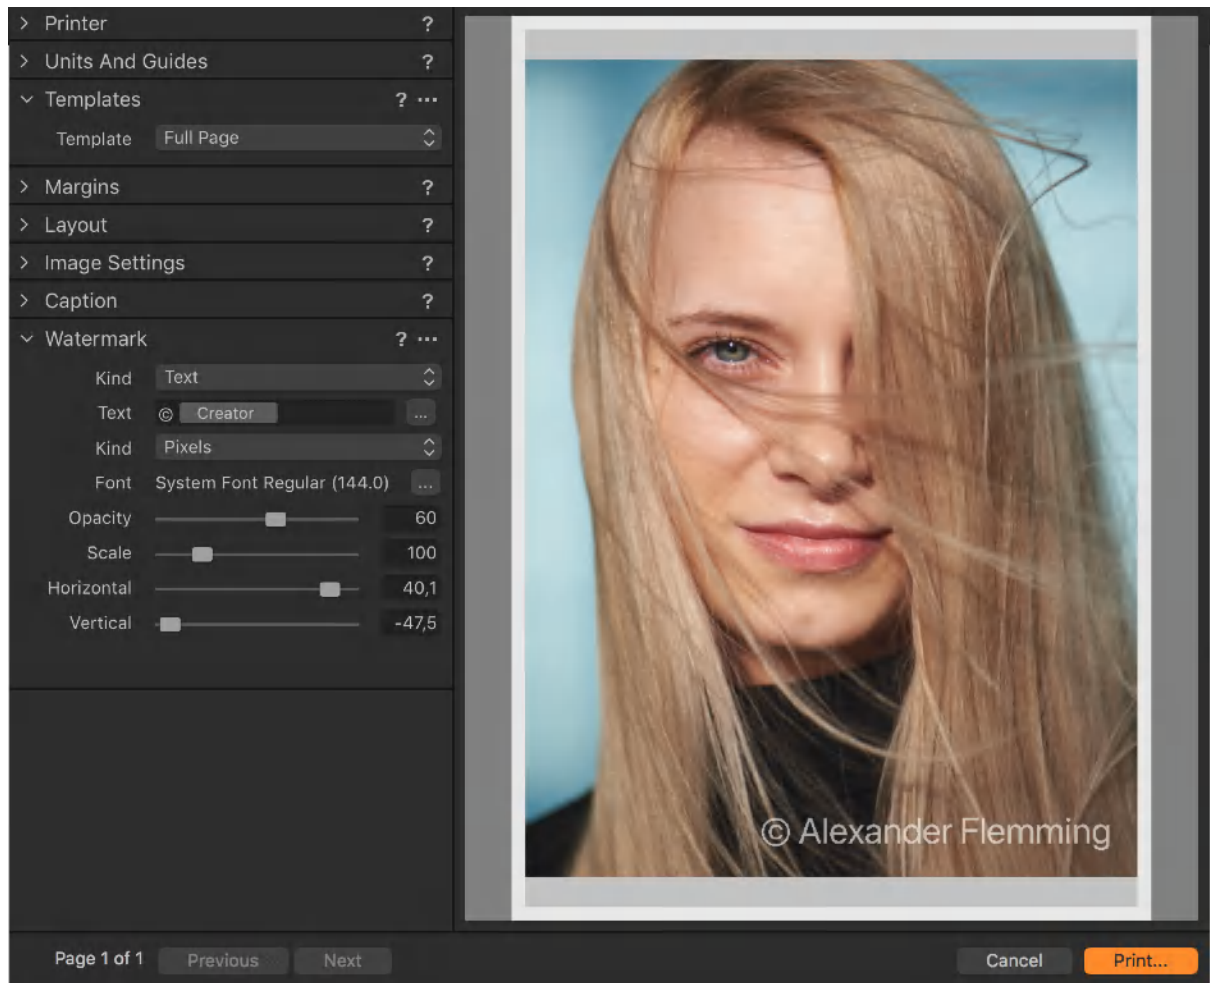 Printer ?
Units And Guides ?
Templates ? ...
Template Full Page
Margins ?
Layout ?
Image Settings ?
Caption ?
Watermark ? ...
Kind Text
Text © Creator ...
Kind Pixels
Font System Font Regular (144.0) ...
Opacity 60
Scale 100
Horizontal 40,1
Vertical -47,5
© Alexander Flemming
Page 1 of 1 Previous Next Cancel Print...